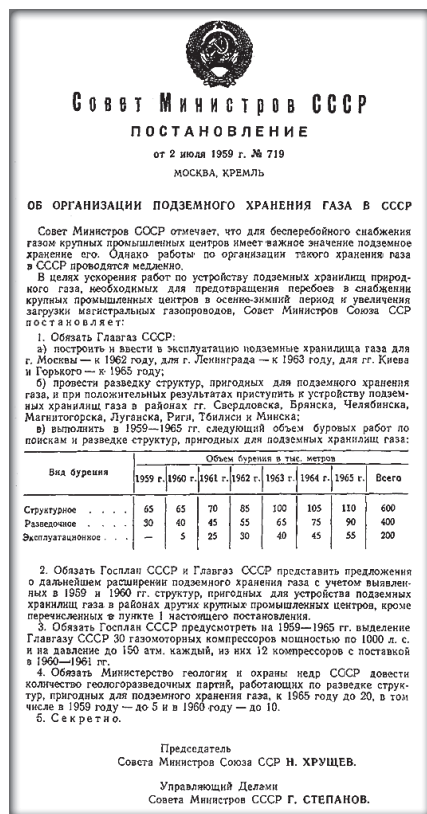 Совет Министров СССР
ПОСТАНОВЛЕНИЕ
от 2 июля 1959 г. № 719
МОСКВА, КРЕМЛЬ
ОБ ОРГАНИЗАЦИИ ПОДЗЕМНОГО ХРАНЕНИЯ ГАЗА В СССР
Совет Министров СССР отмечает, что для бесперебойного снабжения
газом крупных промышленных центров имеет важное значение подземное
хранение его. Однако работы по организации такого хранения газа
в СССР проводятся медленно.
В целях ускорения работ по устройству подземных хранилищ природ-
ного газа, необходимых для предотвращения перебоев в снабжении
крупных промышленных центров в осенне-зимний период и увеличения
загрузки магистральных газопроводов, Совет Министров Союза ССР
постановляет:
1. Обязать Главгаз СССР:
а) построить и ввести в эксплуатацию подземные хранилища газа для
г. Москвы — к 1962 году, для г. Ленинграда — к 1963 году, для гг. Киева
и Горького — к 1965 году;
б) провести разведку структур, пригодных для подземного хранения
газа, и при положительных результатах приступить к устройству подзем-
ных хранилищ газа в районах гг. Свердловска, Брянска, Челябинска,
Магнитогорска, Луганска, Риги, Тбилиси и Минска;
в) выполнить в 1959—1965 гг. следующий объем буровых работ по
поискам и разведке структур, пригодных для подземных хранилищ газа:
Вид бурения Объем бурения в тыс. метров
1959 г. 1960 г. 1961 г. 1962 г. 1963 г. 1964 г. 1965 г. Всего
Структурное . . . . 65 65 70 85 100 105 110 600
Разведочное . . . . 30 40 45 55 65 75 90 400
Эксплуатационное . . . — 5 25 30 40 45 55 200
2. Обязать Госплан СССР и Главгаз СССР представить предложения
о дальнейшем расширении подземного хранения газа с учетом выявлен-
ных в 1959 и 1960 гг. структур, пригодных для устройства подземных
хранилищ газа в районах других крупных промышленных центров, кроме
перечисленных в пункте 1 настоящего постановления.
3. Обязать Госплан СССР предусмотреть на 1959—1965 гг. выделение
Главгазу СССР 30 газомоторных компрессоров мощностью по 1000 л. с.
и на давление до 150 атм. каждый, из них 12 компрессоров с поставкой
в 1960—1961 гг.
4. Обязать Министерство геологии и охраны недр СССР довести
количество геологоразведочных партий, работающих по разведке струк-
тур, пригодных для подземного хранения газа, к 1965 году до 20, в том
числе в 1959 году — до 5 и в 1960 году — до 10.
5. Секретно.
Председатель
Совета Министров Союза ССР Н. ХРУЩЕВ.
Управляющий Делами
Совета Министров СССР Г. СТЕПАНОВ.